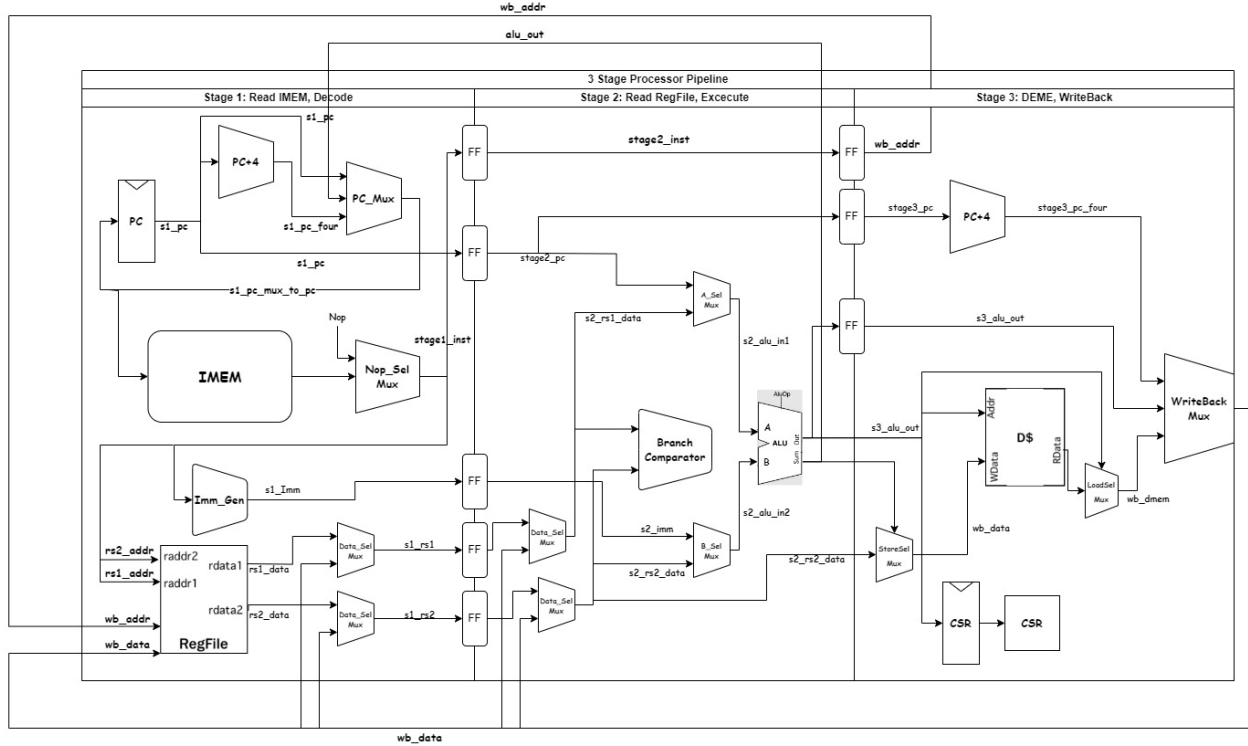 wb_addr
alu_out
3 Stage Processor Pipeline
Stage 1: Read IMEM, Decode
Stage 2: Read RegFile, Excecute
Stage 3: DEME, WriteBack
s1_pc
FF
stage2_inst
FF
wb_addr
PC+4
PC_Mux
PC
s1_pc
s1_pc_four
FF
stage3_pc
PC+4
stage3_pc_four
s1_pc
FF
stage2_pc
s1_pc_mux_to_pc
A_Sel
Mux
Nop
s2_rs1_data
FF
s3_alu_out
stage1_inst
s2_alu_in1
IMEM
Nop_Sel
Mux
AluOp
WriteBack
Mux
Branch
Comparator
A
B
ALU
Out
Sum
s3_alu_out
Addr
WData
D$
RData
LoadSel
Mux
wb_dmem
Imm_Gen
s1_Imm
FF
s2_alu_in2
Data_Sel
Mux
s2_imm
B_Sel
Mux
wb_data
rs2_addr
raddr2
rdata1
rs1_data
Data_Sel
Mux
s1_rs1
FF
StoreSel
Mux
s2_rs2_data
s2_rs2_data
rs1_addr
raddr1
rdata2
rs2_data
Data_Sel
Mux
s1_rs2
FF
Data_Sel
Mux
wb_addr
RegFile
wb_data
CSR
CSR
wb_data